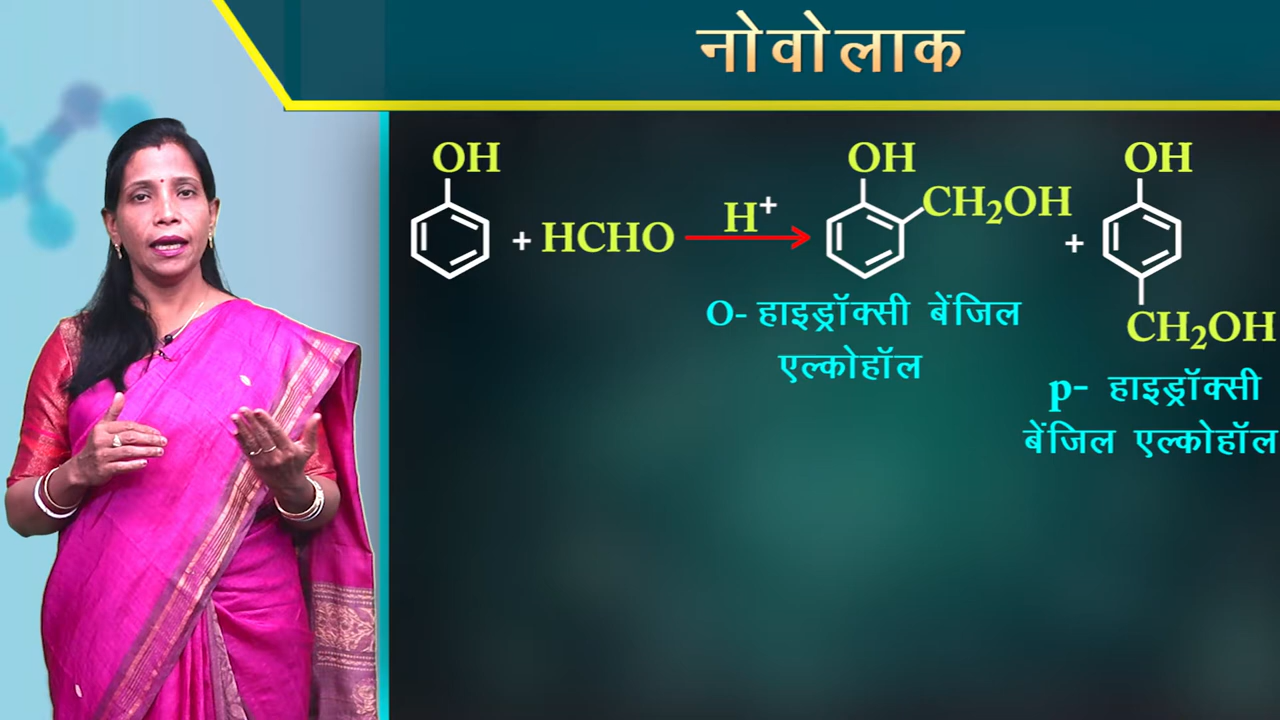 नोवोलाक
OH OH OH
+ HCHO H⁺ CH₂OH +
O- हाइड्रॉक्सी बेंजिल
एल्कोहॉल
CH₂OH
p- हाइड्रॉक्सी
बेंजिल एल्कोहॉल